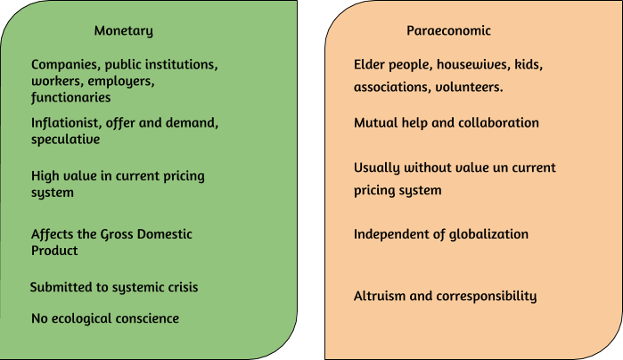 Monetary
Companies, public institutions,
workers, employers,
functionaries
Inflationist, offer and demand,
speculative
High value in current pricing
system
Affects the Gross Domestic
Product
Submitted to systemic crisis
No ecological conscience
Paraeconomic
Elder people, housewives, kids,
associations, volunteers.
Mutual help and collaboration
Usually without value un current
pricing system
Independent of globalization
Altruism and corresponsibility